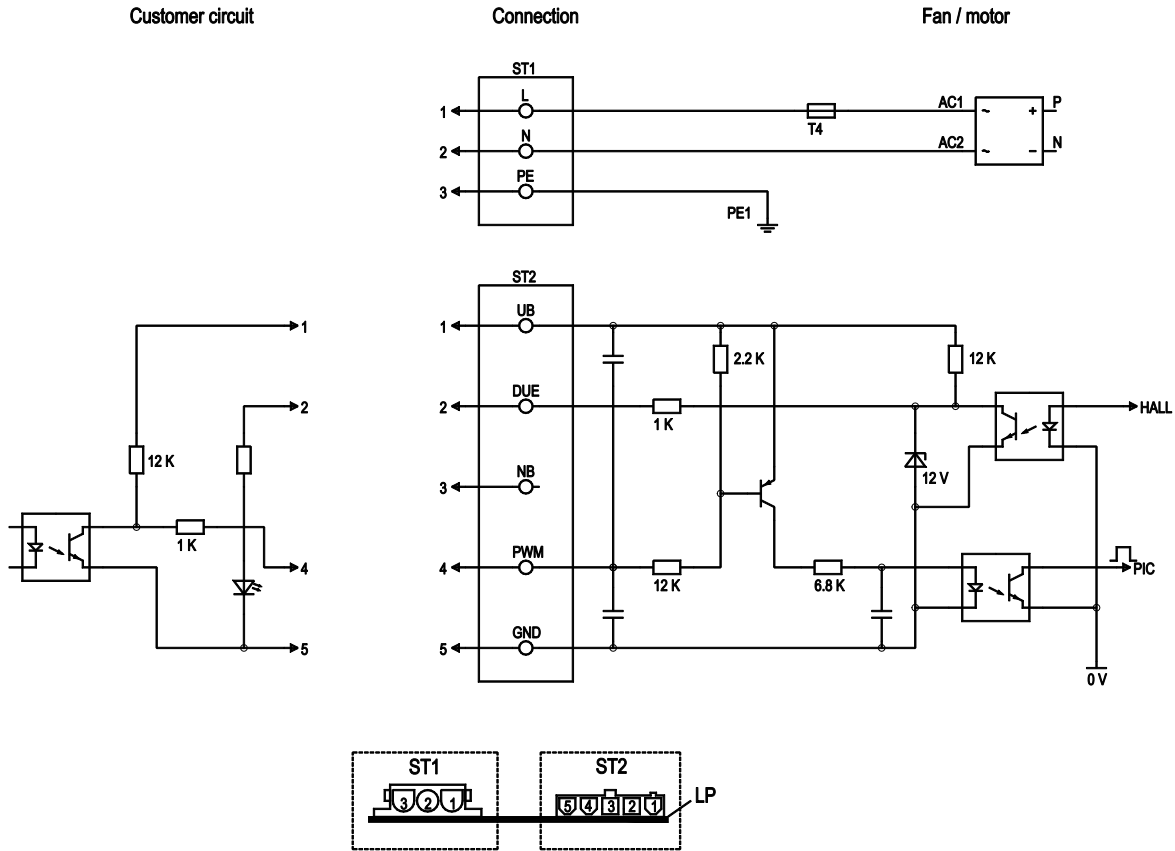 Customer circuit
Connection
Fan / motor
ST1
L
1
T4
AC1
~
+
P
N
2
AC2
~
−
N
PE
3
PE1
ST2
1
UB
1
2.2 K
12 K
2
DUE
2
1 K
HALL
12 K
NB
3
12 V
1 K
4
PWM
4
12 K
6.8 K
PIC
5
GND
5
0 V
ST1
ST2
3 2 1
5 4 3 2 1
LP